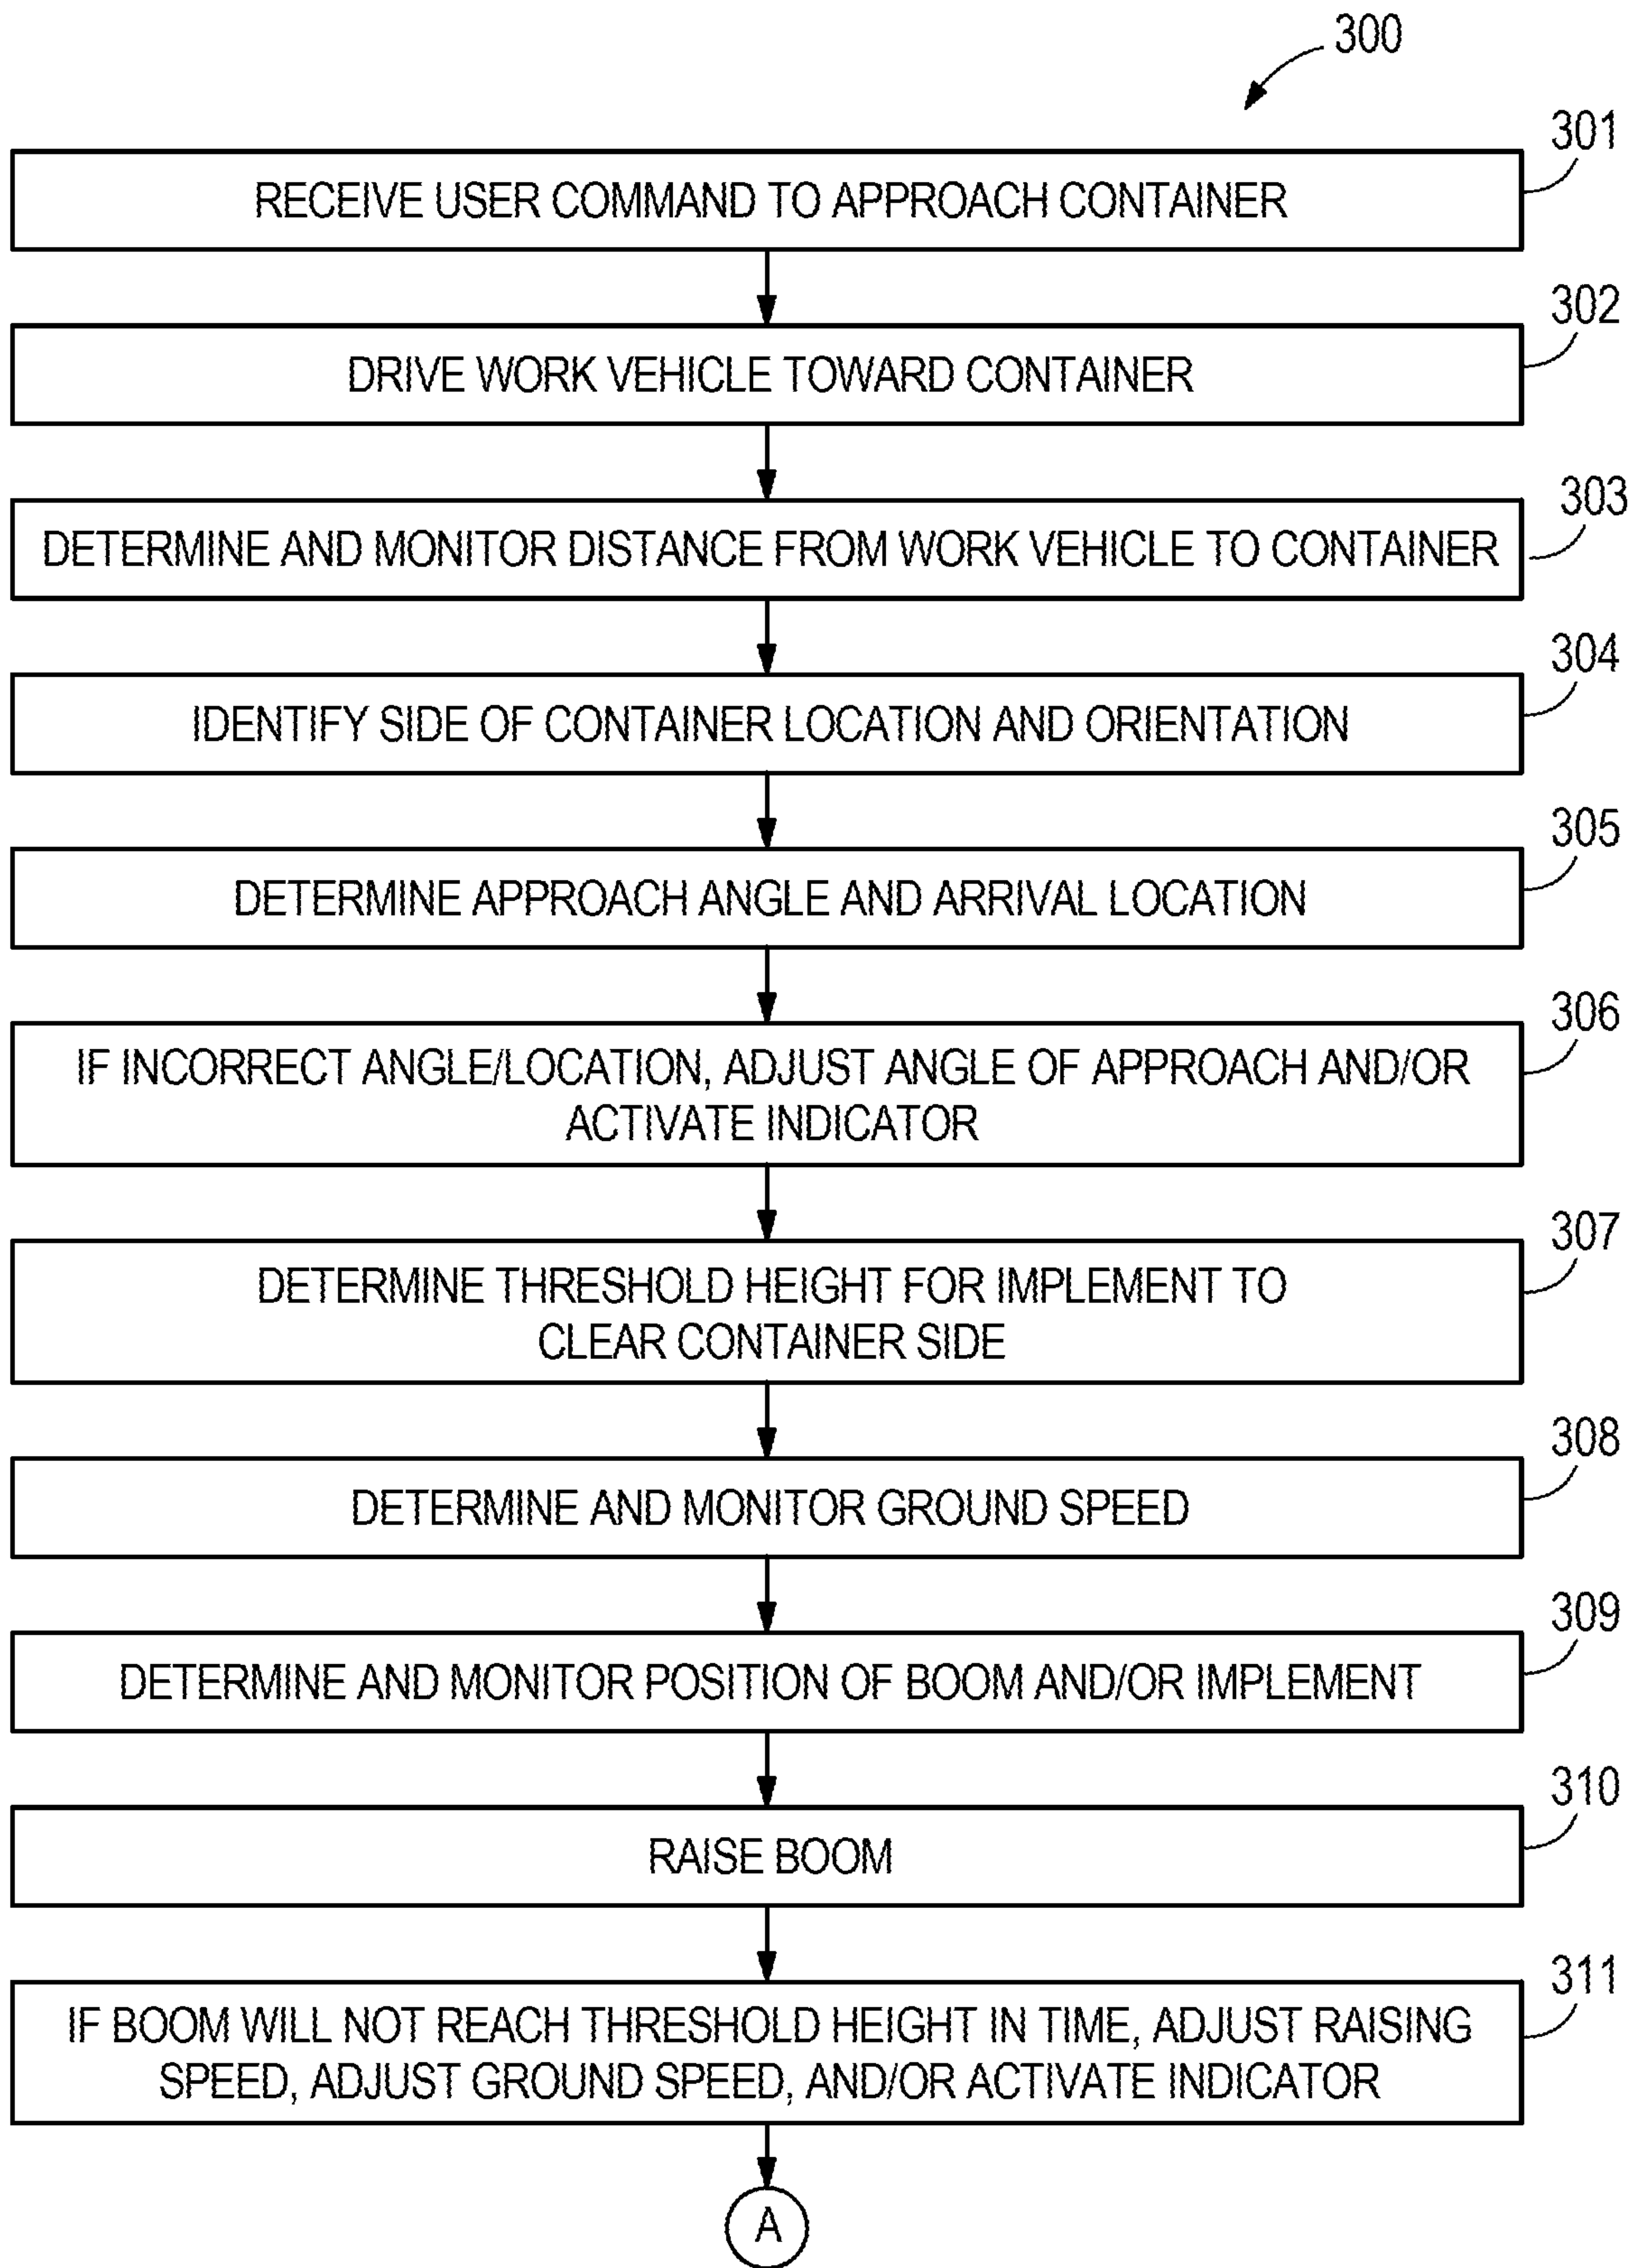 300
301
RECEIVE USER COMMAND TO APPROACH CONTAINER
302
DRIVE WORK VEHICLE TOWARD CONTAINER
303
DETERMINE AND MONITOR DISTANCE FROM WORK VEHICLE TO CONTAINER
304
IDENTIFY SIDE OF CONTAINER LOCATION AND ORIENTATION
305
DETERMINE APPROACH ANGLE AND ARRIVAL LOCATION
306
IF INCORRECT ANGLE/LOCATION, ADJUST ANGLE OF APPROACH AND/OR
ACTIVATE INDICATOR
307
DETERMINE THRESHOLD HEIGHT FOR IMPLEMENT TO
CLEAR CONTAINER SIDE
308
DETERMINE AND MONITOR GROUND SPEED
309
DETERMINE AND MONITOR POSITION OF BOOM AND/OR IMPLEMENT
310
RAISE BOOM
311
IF BOOM WILL NOT REACH THRESHOLD HEIGHT IN TIME, ADJUST RAISING
SPEED, ADJUST GROUND SPEED, AND/OR ACTIVATE INDICATOR
A